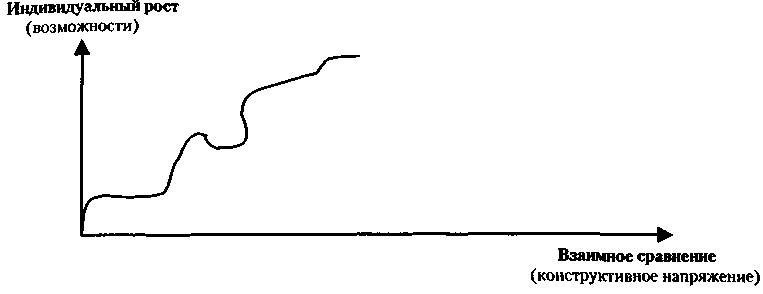 Индивидуальный рост
(возможности)
Взаимное сравнение
(конструктивное напряжение)